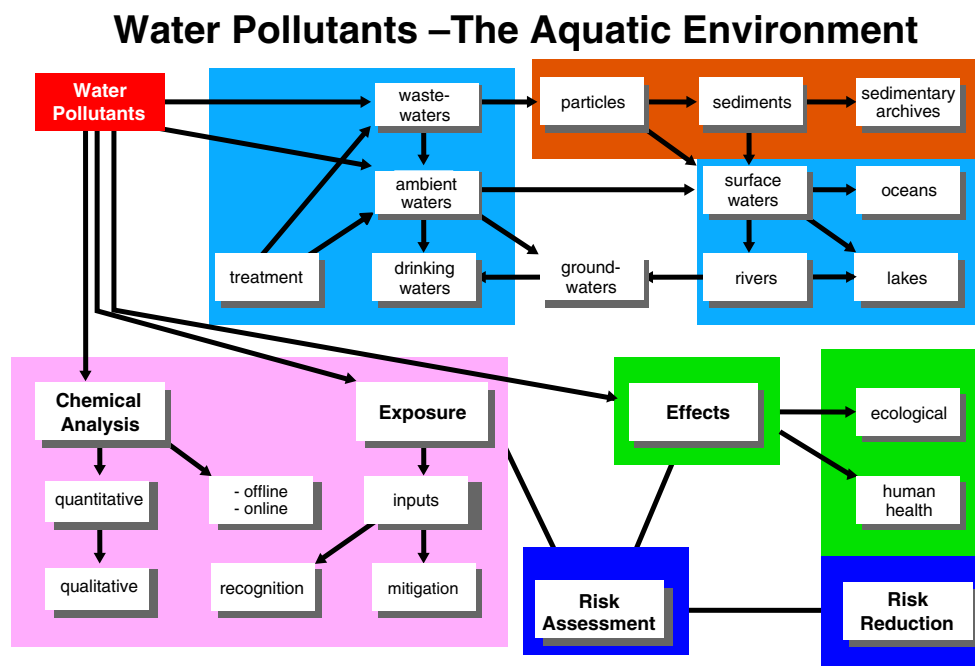 Water Pollutants –The Aquatic Environment
Water
Pollutants
waste-
waters
particles
sediments
sedimentary
archives
ambient
waters
surface
waters
oceans
treatment
drinking
waters
ground-
waters
rivers
lakes
Chemical
Analysis
Exposure
Effects
ecological
quantitative
- offline
- online
inputs
human
health
qualitative
recognition
mitigation
Risk
Assessment
Risk
Reduction